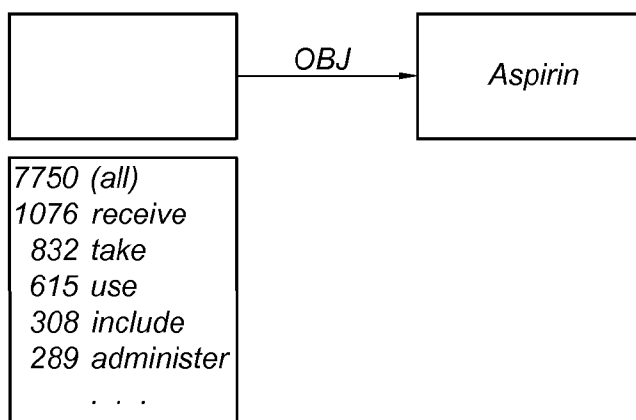 OBJ
Aspirin
7750 (all)
1076 receive
832 take
615 use
308 include
289 administer
. . .